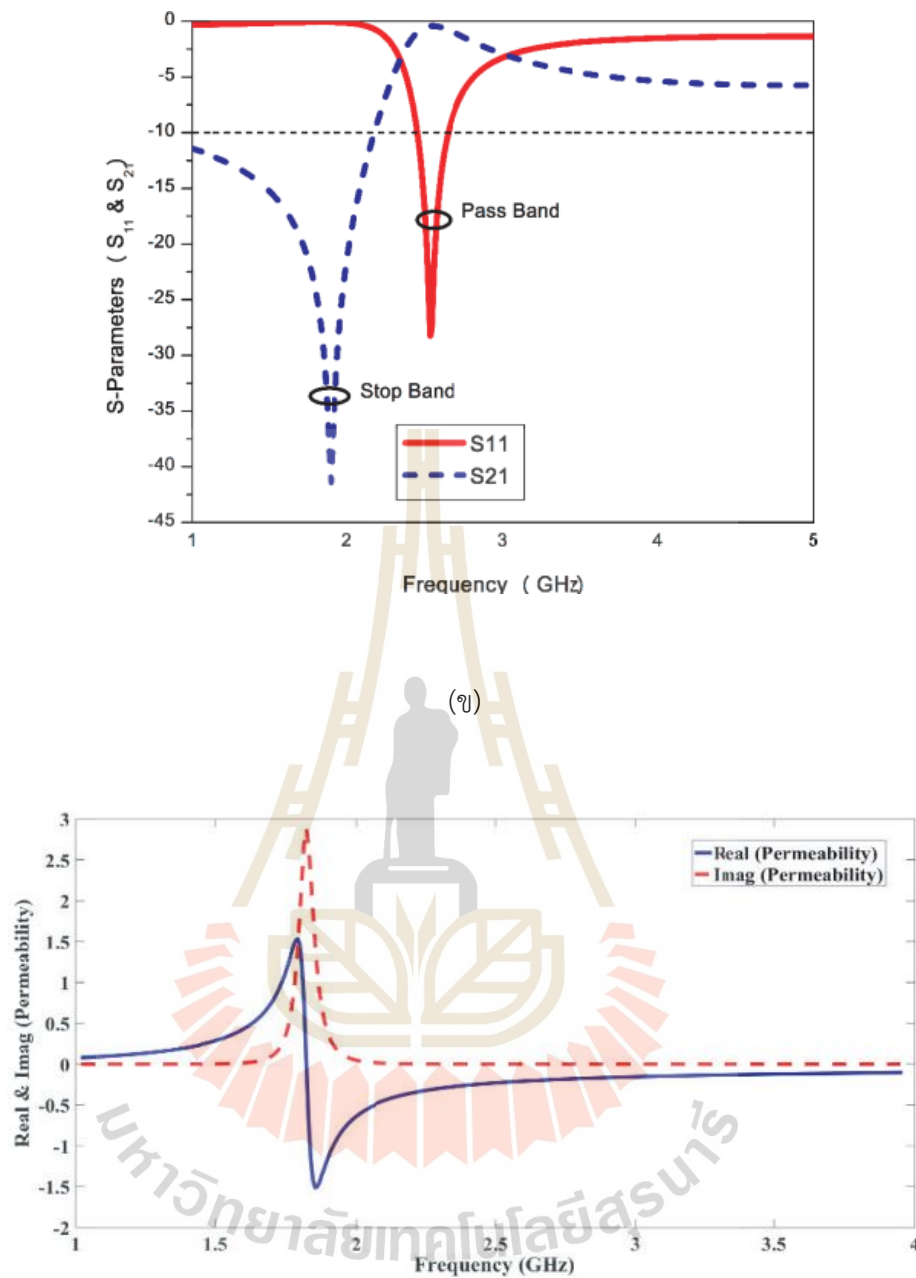 0
-5
-10
-15
-20
-25
-30
-35
-40
-45
S-Parameters ( S11 & S21)
Pass Band
Stop Band
S11
S21
1 2 3 4 5
Frequency ( GHz)
(ข)
3
2.5
2
1.5
1
0.5
0
-0.5
-1
-1.5
-2
Real & Imag (Permeability)
Real (Permeability)
Imag (Permeability)
1 1.5 2 2.5 3 3.5 4
Frequency (GHz)
มหาวิทยาลัยเทคโนโลยีสุรนารี